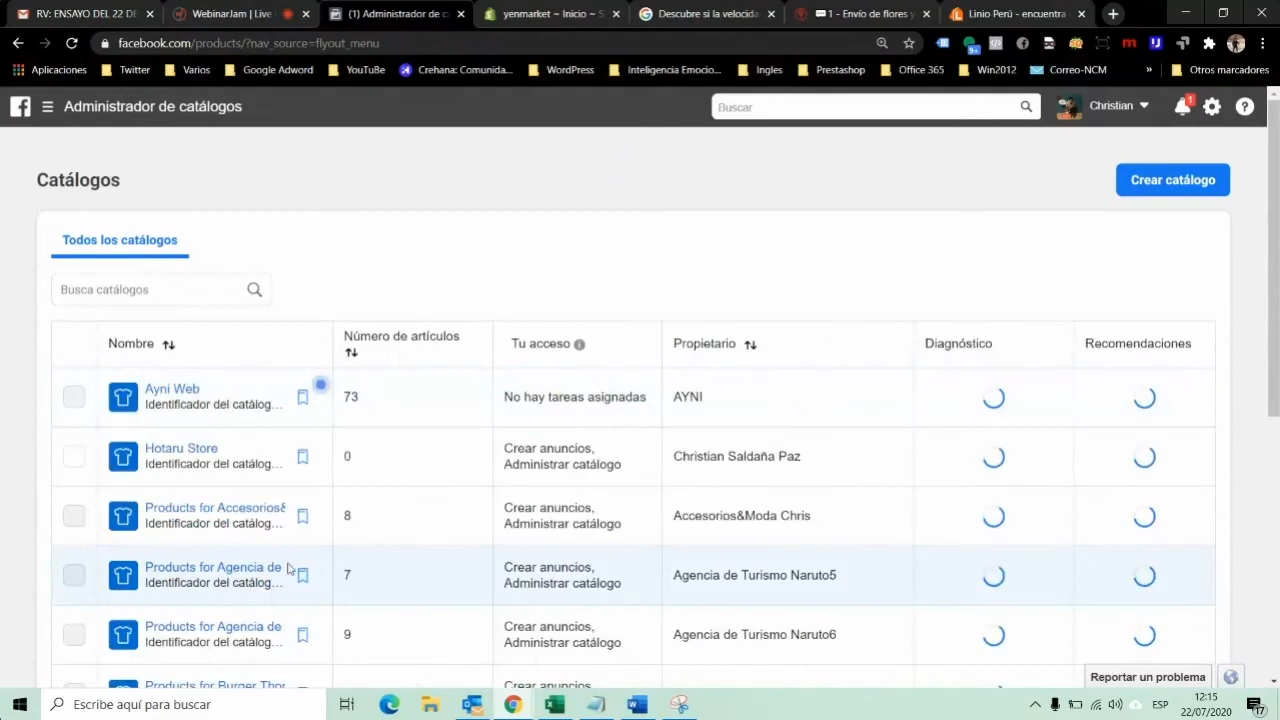 RV: ENSAYO DEL 22 DE
WebinarJam | Live
(1) Administrador de c
yenmarket ~ Inicio ~ S
Descubre si la velocida
1 - Envío de flores y
Linio Perú - encuentra
facebook.com/products/?nav_source=flyout_menu
Aplicaciones
Twitter
Varios
Google Adword
YouTuBe
Crehana: Comunida...
WordPress
Inteligencia Emocio...
Ingles
Prestashop
Office 365
Win2012
Correo-NCM
»
Otros marcadores
Administrador de catálogos
Buscar
Christian
1
Catálogos
Crear catálogo
Todos los catálogos
Busca catálogos
Nombre
Número de artículos
Tu acceso
Propietario
Diagnóstico
Recomendaciones
Ayni Web
Identificador del catálog...
73
No hay tareas asignadas
AYNI
Hotaru Store
Identificador del catálog...
0
Crear anuncios,
Administrar catálogo
Christian Saldaña Paz
Products for Accesorios&
Identificador del catálog...
8
Crear anuncios,
Administrar catálogo
Accesorios&Moda Chris
Products for Agencia de
Identificador del catálog...
7
Crear anuncios,
Administrar catálogo
Agencia de Turismo Naruto5
Products for Agencia de
Identificador del catálog...
9
Crear anuncios,
Administrar catálogo
Agencia de Turismo Naruto6
Products for Burger Thor
Crear anuncios,
Reportar un problema
Escribe aquí para buscar
ESP
12:15
22/07/2020